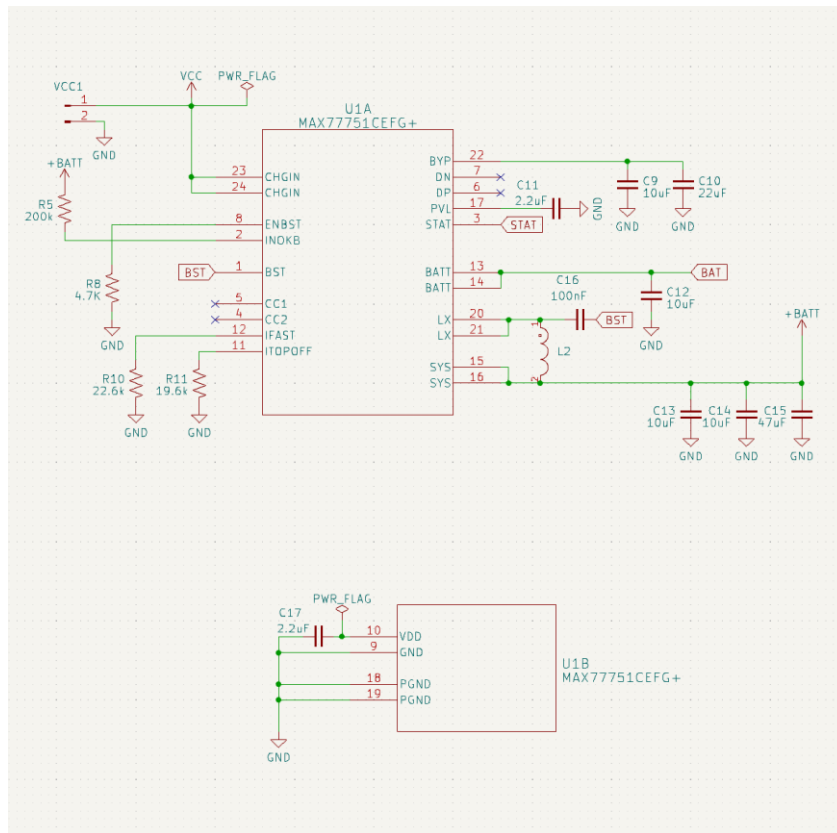 VCC
PWR_FLAG
VCC1
1
2
GND
+BATT
R5
200k
U1A
MAX77751CEFG+
23
CHGIN
24
CHGIN
8
ENBST
2
INOKB
BST
1
BST
R8
4.7K
GND
5
CC1
4
CC2
12
IFAST
11
ITOPOFF
R10
22.6k
GND
R11
19.6k
GND
BYP
22
DN
7
DP
6
PVL
17
STAT
3
STAT
C11
2.2uF
GND
C9
10uF
GND
C10
22uF
GND
BATT
13
BATT
14
BAT
C12
10uF
GND
LX
20
LX
21
C16
100nF
BST
1
L2
2
SYS
15
SYS
16
+BATT
C13
10uF
GND
C14
10uF
GND
C15
47uF
GND
PWR_FLAG
C17
2.2uF
10
VDD
9
GND
18
PGND
19
PGND
GND
U1B
MAX77751CEFG+